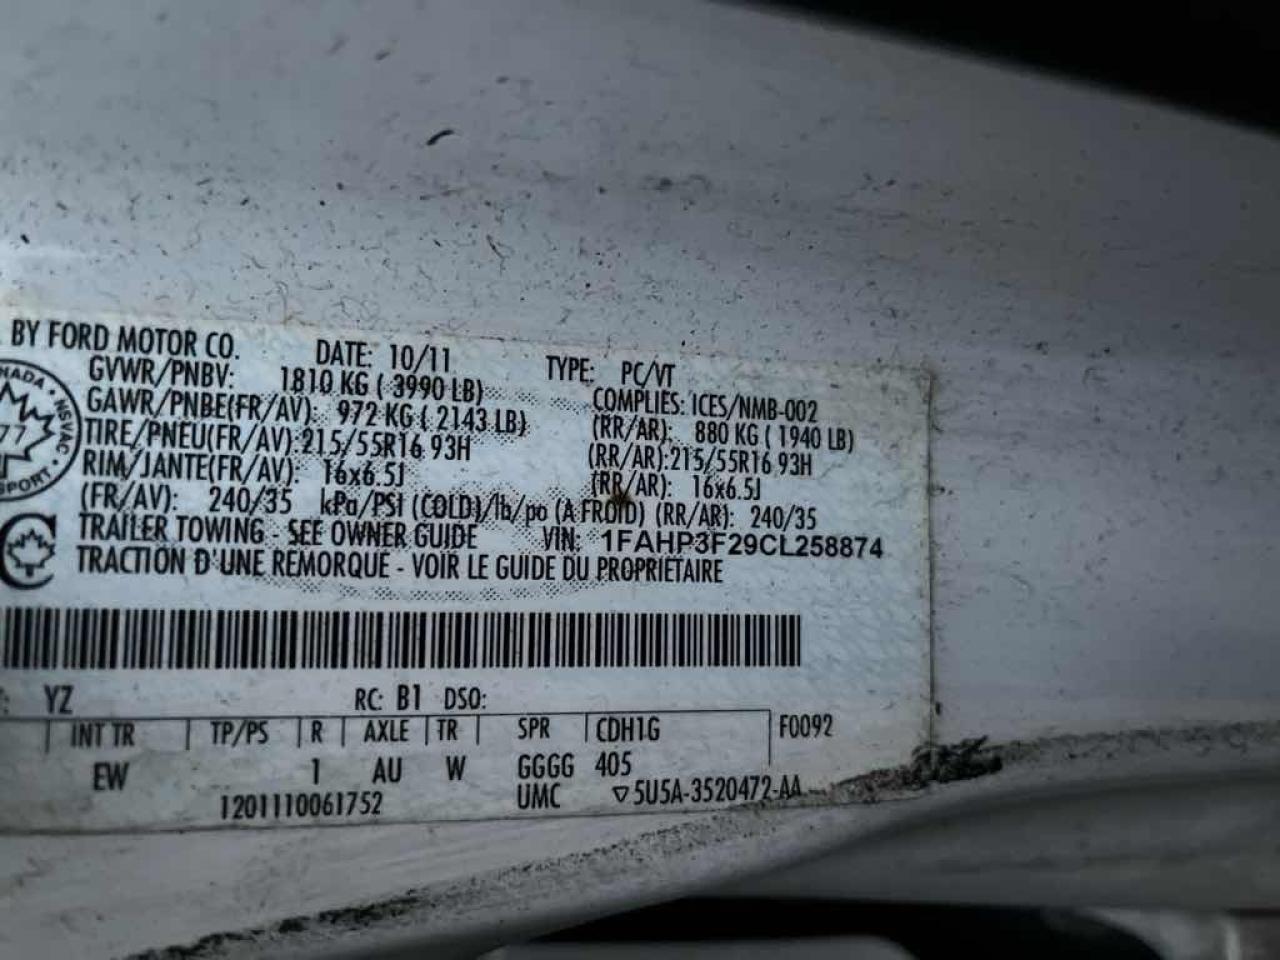 BY FORD MOTOR CO. DATE: 10/11 TYPE: PC/VT
GVWR/PNBV: 1810 KG ( 3990 LB) COMPLIES: ICES/NMB-002
GAWR/PNBE(FR/AV): 972 KG ( 2143 LB) (RR/AR): 880 KG ( 1940 LB)
TIRE/PNEU(FR/AV):215/55R16 93H (RR/AR):215/55R16 93H
RIM/JANTE(FR/AV): 16x6.5J (RR/AR): 16x6.5J
(FR/AV): 240/35 kPa/PSI (COLD)/lb/po (A FROID) (RR/AR): 240/35
TRAILER TOWING - SEE OWNER GUIDE VIN: 1FAHP3F29CL258874
TRACTION D'UNE REMORQUE - VOIR LE GUIDE DU PROPRIETAIRE
77
NSVAC
YZ RC: B1 DSO:
INT TR TP/PS R AXLE TR SPR CDH1G F0092
EW 1 AU W GGGG 405
1201110061752 UMC ▽5U5A-3520472-AA